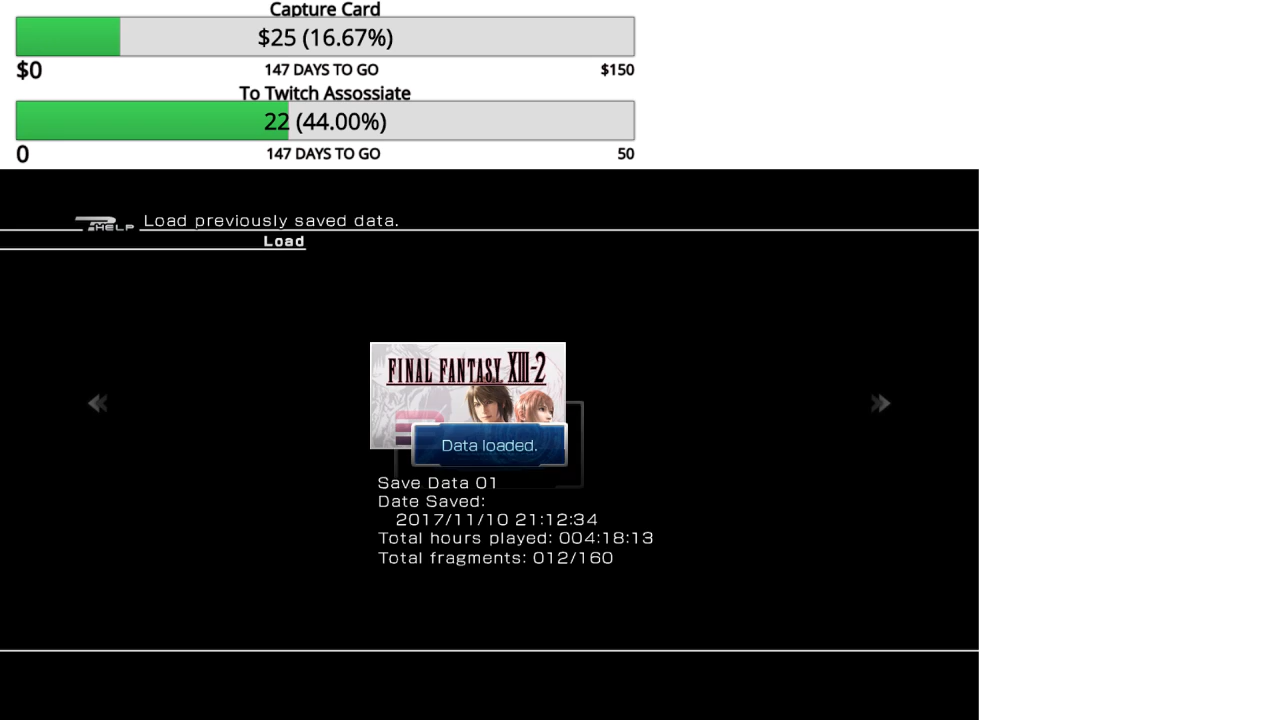 Capture Card
$25 (16.67%)
$0 147 DAYS TO GO $150
To Twitch Assossiate
22 (44.00%)
0 147 DAYS TO GO 50
HELP Load previously saved data.
Load
FINAL FANTASY XIII-2
Data loaded.
Save Data 01
Date Saved:
2017/11/10 21:12:34
Total hours played: 004:18:13
Total fragments: 012/160